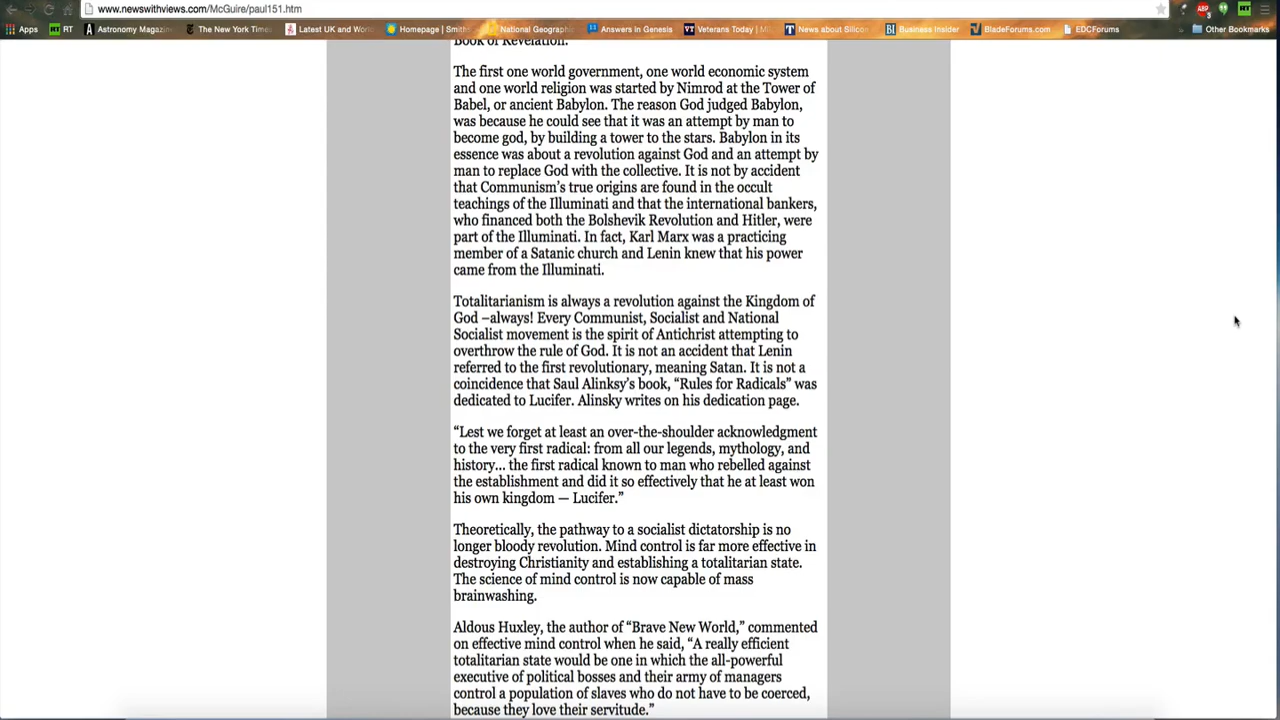 www.newswithviews.com/McGuire/paul151.htm
Apps RT Astronomy Magazi The New York Time Latest UK and Worl Homepage | Smith National Geograp Answers in Genesis Veterans Today | M News about Silicon Business Insider BladeForums.com EDCForums » Other Bookmarks
Book of Revelation.
The first one world government, one world economic system
and one world religion was started by Nimrod at the Tower of
Babel, or ancient Babylon. The reason God judged Babylon,
was because he could see that it was an attempt by man to
become god, by building a tower to the stars. Babylon in its
essence was about a revolution against God and an attempt by
man to replace God with the collective. It is not by accident
that Communism’s true origins are found in the occult
teachings of the Illuminati and that the international bankers,
who financed both the Bolshevik Revolution and Hitler, were
part of the Illuminati. In fact, Karl Marx was a practicing
member of a Satanic church and Lenin knew that his power
came from the Illuminati.
Totalitarianism is always a revolution against the Kingdom of
God –always! Every Communist, Socialist and National
Socialist movement is the spirit of Antichrist attempting to
overthrow the rule of God. It is not an accident that Lenin
referred to the first revolutionary, meaning Satan. It is not a
coincidence that Saul Alinksy’s book, “Rules for Radicals” was
dedicated to Lucifer. Alinsky writes on his dedication page.
“Lest we forget at least an over-the-shoulder acknowledgment
to the very first radical: from all our legends, mythology, and
history... the first radical known to man who rebelled against
the establishment and did it so effectively that he at least won
his own kingdom — Lucifer.”
Theoretically, the pathway to a socialist dictatorship is no
longer bloody revolution. Mind control is far more effective in
destroying Christianity and establishing a totalitarian state.
The science of mind control is now capable of mass
brainwashing.
Aldous Huxley, the author of “Brave New World,” commented
on effective mind control when he said, “A really efficient
totalitarian state would be one in which the all-powerful
executive of political bosses and their army of managers
control a population of slaves who do not have to be coerced,
because they love their servitude.”